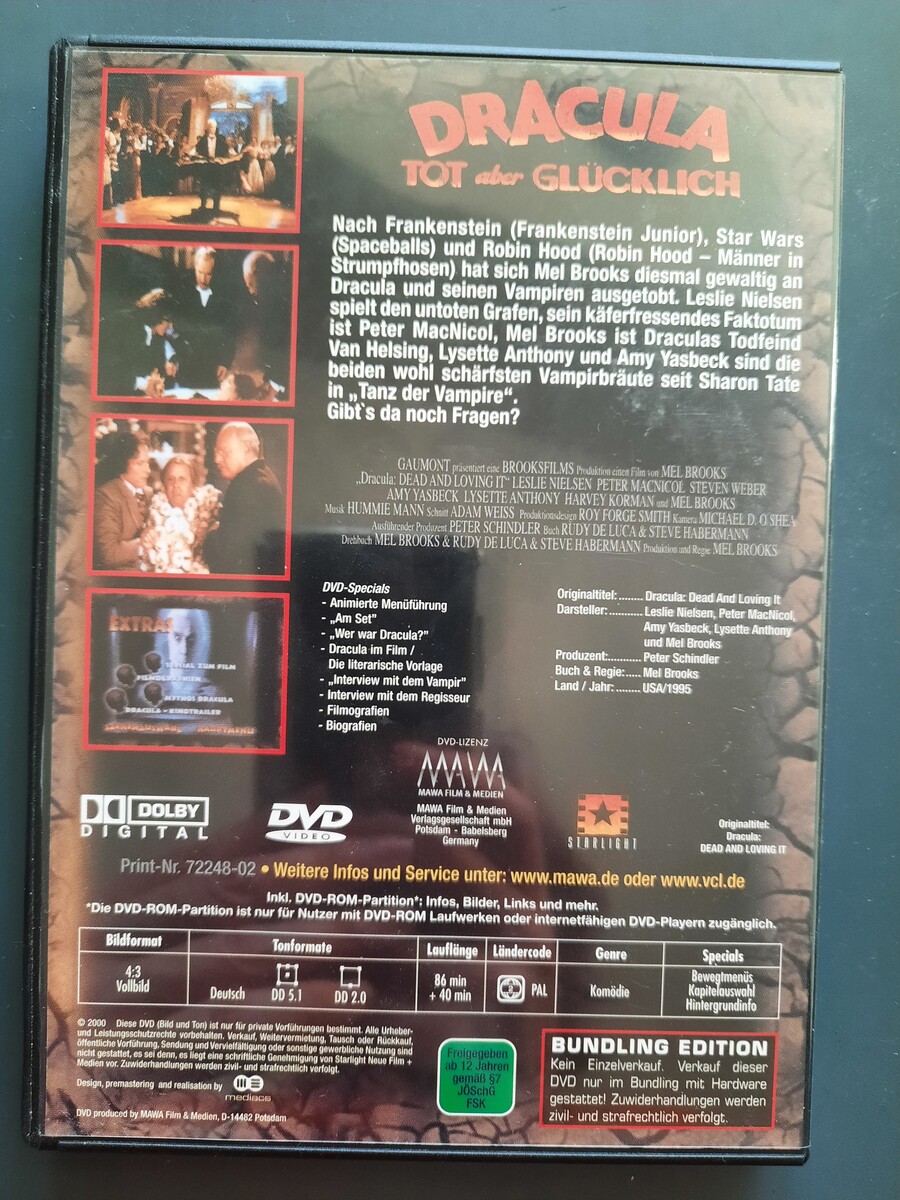 DRACULA
TOT aber GLÜCKLICH
Nach Frankenstein (Frankenstein Junior), Star Wars
(Spaceballs) und Robin Hood (Robin Hood – Männer in
Strumpfhosen) hat sich Mel Brooks diesmal gewaltig an
Dracula und seinen Vampiren ausgetobt. Leslie Nielsen
spielt den untoten Grafen, sein käferfressendes Faktotum
ist Peter MacNicol, Mel Brooks ist Draculas Todfeind
Van Helsing, Lysette Anthony und Amy Yasbeck sind die
beiden wohl schärfsten Vampirbräute seit Sharon Tate
in „Tanz der Vampire“.
Gibt`s da noch Fragen?
GAUMONT präsentiert eine BROOKSFILMS Produktion einen Film von MEL BROOKS
„Dracula: DEAD AND LOVING IT“ LESLIE NIELSEN PETER MACNICOL STEVEN WEBER
AMY YASBECK LYSETTE ANTHONY HARVEY KORMAN und MEL BROOKS
Musik HUMMIE MANN Schnitt ADAM WEISS Produktionsdesign ROY FORGE SMITH Kamera MICHAEL D. O`SHEA
Ausführender Produzent PETER SCHINDLER Buch RUDY DE LUCA & STEVE HABERMANN
Drehbuch MEL BROOKS & RUDY DE LUCA & STEVE HABERMANN Produktion und Regie MEL BROOKS
EXTRAS
SPECIAL ZUM FILM
FILMOGRAPHIEN
MYTHOS DRACULA
DRACULA - KINOTRAILER
HAUPTMENÜ
DVD-Specials
- Animierte Menüführung
- „Am Set”
- „Wer war Dracula?”
- Dracula im Film /
Die literarische Vorlage
- „Interview mit dem Vampir”
- Interview mit dem Regisseur
- Filmografien
- Biografien
Originaltitel:........ Dracula: Dead And Loving It
Darsteller:........... Leslie Nielsen, Peter MacNicol,
Amy Yasbeck, Lysette Anthony
und Mel Brooks
Produzent:........... Peter Schindler
Buch & Regie:..... Mel Brooks
Land / Jahr:........ USA/1995
DVD-LIZENZ
MAWA
MAWA FILM & MEDIEN
MAWA Film & Medien
Verlagsgesellschaft mbH
Potsdam - Babelsberg
Germany
DOLBY
DIGITAL
DVD
VIDEO
STARLIGHT
Originaltitel:
Dracula:
DEAD AND LOVING IT
Print-Nr. 72248-02 • Weitere Infos und Service unter: www.mawa.de oder www.vcl.de
Inkl. DVD-ROM-Partition*: Infos, Bilder, Links und mehr.
*Die DVD-ROM-Partition ist nur für Nutzer mit DVD-ROM Laufwerken oder internetfähigen DVD-Playern zugänglich.
Bildformat Tonformate Lauflänge Ländercode Genre Specials
4:3
Vollbild
Deutsch DD 5.1 DD 2.0
86 min
+ 40 min
2 PAL
Komödie
Bewegtmenüs
Kapitelauswahl
Hintergrundinfo
© 2000 Diese DVD (Bild und Ton) ist nur für private Vorführungen bestimmt. Alle Urheber-
und Leistungsschutzrechte vorbehalten. Verkauf, Weitervermietung, Tausch oder Rückkauf,
öffentliche Vorführung, Sendung und Vervielfältigung oder sonstige gewerbliche Nutzung sind
nicht gestattet, es sei denn, es liegt eine schriftliche Genehmigung von Starlight Neue Film +
Medien vor. Zuwiderhandlungen werden zivil- und strafrechtlich verfolgt.
Design, premastering and realisation by
mediacs
DVD produced by MAWA Film & Medien, D-14482 Potsdam
Freigegeben
ab 12 Jahren
gemäß §7
JÖSchG
FSK
BUNDLING EDITION
Kein Einzelverkauf. Verkauf dieser
DVD nur im Bundling mit Hardware
gestattet! Zuwiderhandlungen werden
zivil- und strafrechtlich verfolgt.